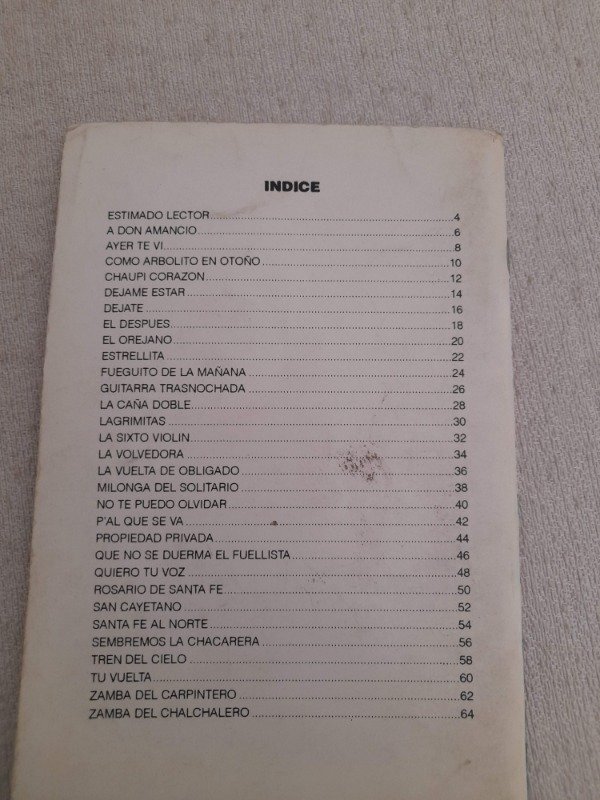 INDICE
ESTIMADO LECTOR........4
A DON AMANCIO........6
AYER TE VI........8
COMO ARBOLITO EN OTOÑO........10
CHAUPI CORAZON........12
DEJAME ESTAR........14
DEJATE........16
EL DESPUES........18
EL OREJANO........20
ESTRELLITA........22
FUEGUITO DE LA MAÑANA........24
GUITARRA TRASNOCHADA........26
LA CAÑA DOBLE........28
LAGRIMITAS........30
LA SIXTO VIOLIN........32
LA VOLVEDORA........34
LA VUELTA DE OBLIGADO........36
MILONGA DEL SOLITARIO........38
NO TE PUEDO OLVIDAR........40
P'AL QUE SE VA........42
PROPIEDAD PRIVADA........44
QUE NO SE DUERMA EL FUELLISTA........46
QUIERO TU VOZ........48
ROSARIO DE SANTA FE........50
SAN CAYETANO........52
SANTA FE AL NORTE........54
SEMBREMOS LA CHACARERA........56
TREN DEL CIELO........58
TU VUELTA........60
ZAMBA DEL CARPINTERO........62
ZAMBA DEL CHALCHALERO........64